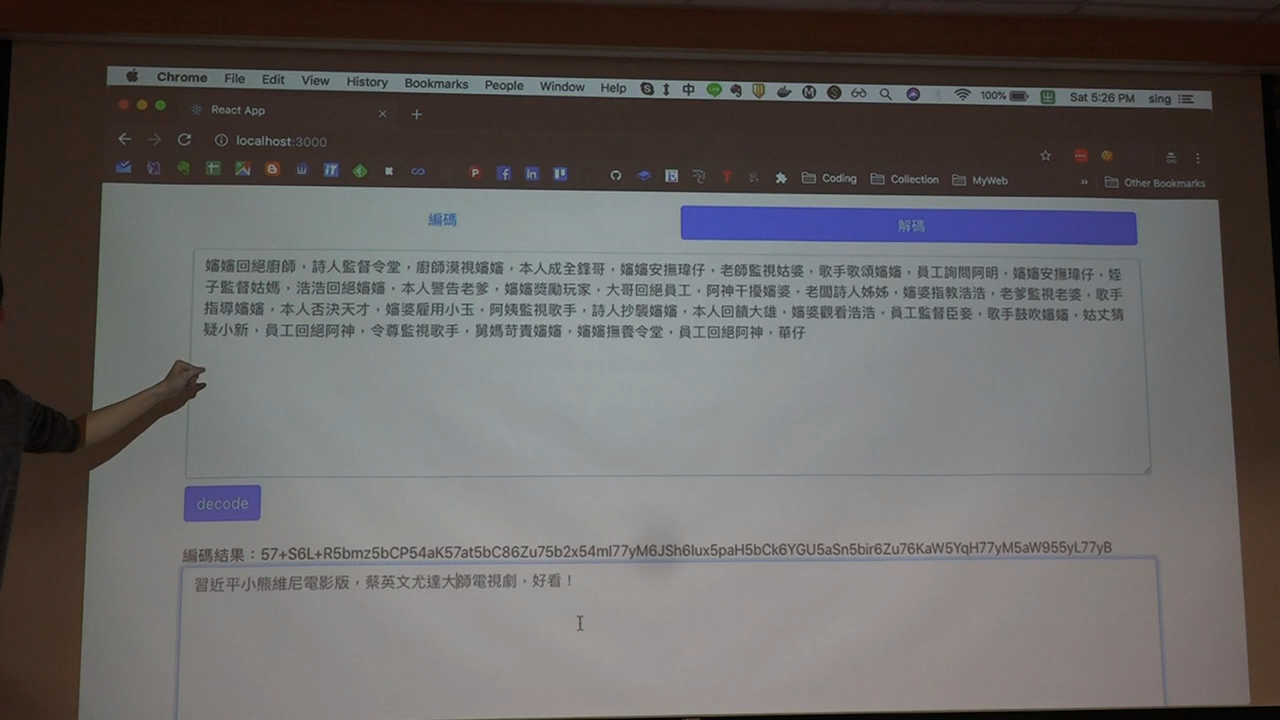 Chrome File Edit View History Bookmarks People Window Help 中 100% Sat 5:26 PM sing
React App
localhost:3000
Coding Collection MyWeb » Other Bookmarks
編碼 解碼
嬸嬸回絕廚師，詩人監督令堂，廚師漠視嬸嬸，本人成全鋒哥，嬸嬸安撫瑋仔，老師監視姑婆，歌手歌頌嬸嬸，員工詢問阿明，嬸嬸安撫瑋仔，姪
子監督姑媽，浩浩回絕嬸嬸，本人警告老爹，嬸嬸獎勵玩家，大哥回絕員工，阿神干擾嬸婆，老闆詩人姊姊，嬸婆指教浩浩，老爹監視老婆，歌手
指導嬸嬸，本人否決天才，嬸婆雇用小玉，阿姨監視歌手，詩人抄襲嬸嬸，本人回饋大雄，嬸婆觀看浩浩，員工監督臣妾，歌手鼓吹嬸嬸，姑丈猜
疑小新，員工回絕阿神，令尊監視歌手，舅媽苛責嬸嬸，嬸嬸撫養令堂，員工回絕阿神，華仔
decode
編碼結果：57+S6L+R5bmz5bCP54aK57at5bC86Zu75b2x54mI77yM6JSh6Iux5paH5bCk6YGU5aSn5bir6Zu76KaW5YqH77yM5aW955yL77yB
習近平小熊維尼電影版，蔡英文尤達大師電視劇，好看！